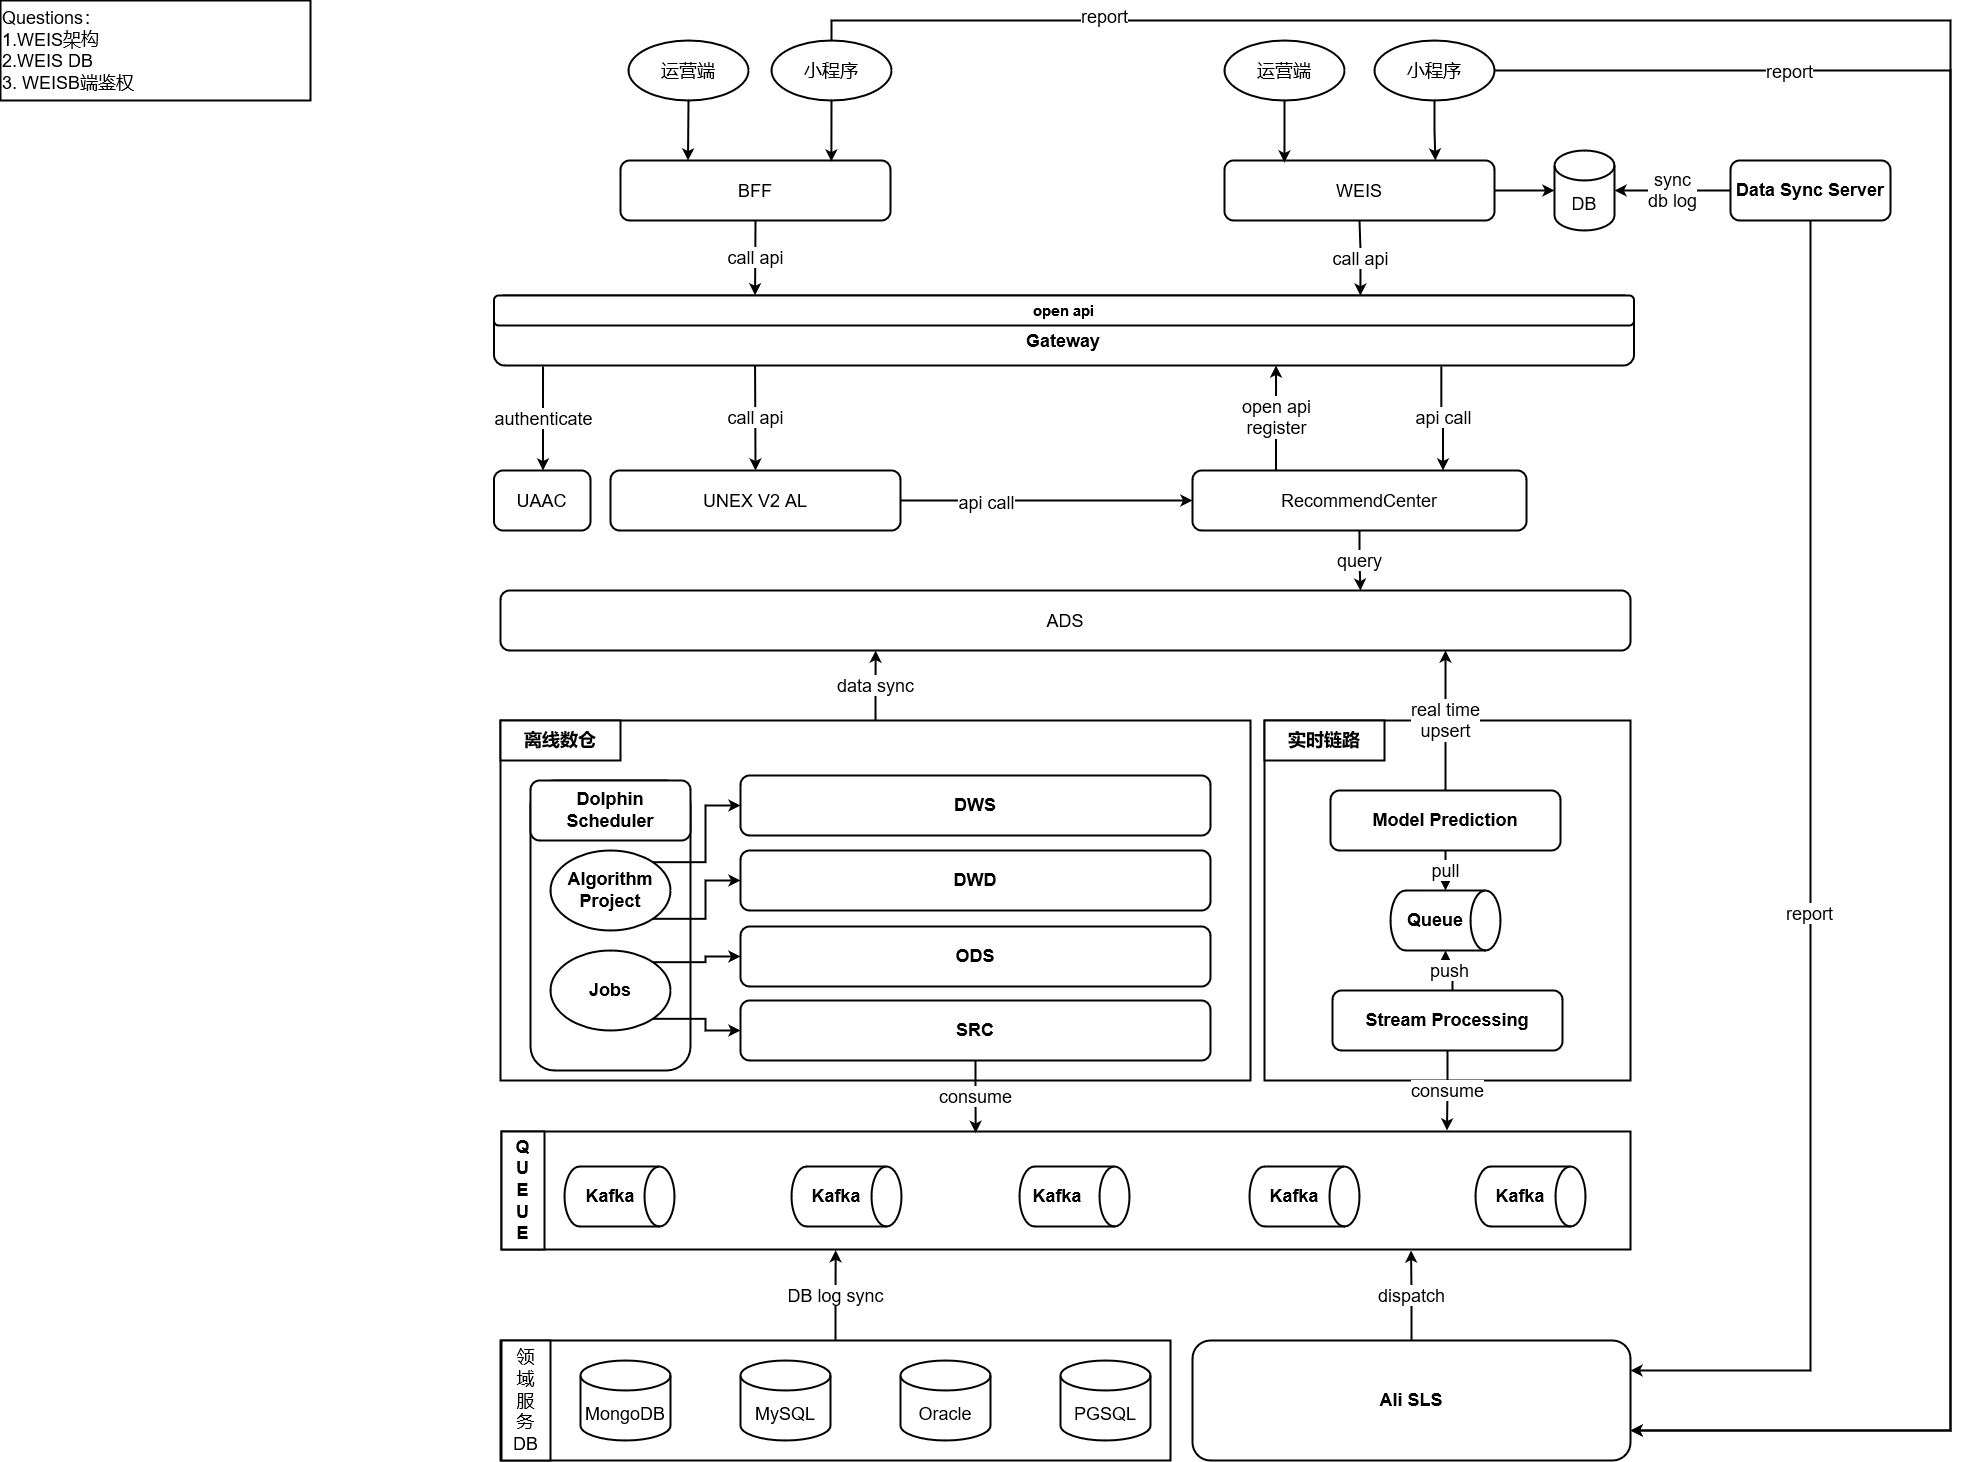 Questions：
1.WEIS架构
2.WEIS DB
3. WEISB端鉴权
report
运营端
小程序
运营端
小程序
report
BFF
WEIS
DB
sync
db log
Data Sync Server
call api
call api
open api
Gateway
authenticate
call api
open api
register
api call
UAAC
UNEX V2 AL
api call
RecommendCenter
query
ADS
data sync
real time
upsert
离线数仓
实时链路
Dolphin
Scheduler
DWS
Model Prediction
Algorithm
Project
DWD
pull
Queue
report
Jobs
ODS
push
SRC
Stream Processing
consume
consume
Q
U
E
U
E
Kafka
Kafka
Kafka
Kafka
Kafka
DB log sync
dispatch
领
域
服
务
DB
MongoDB
MySQL
Oracle
PGSQL
Ali SLS